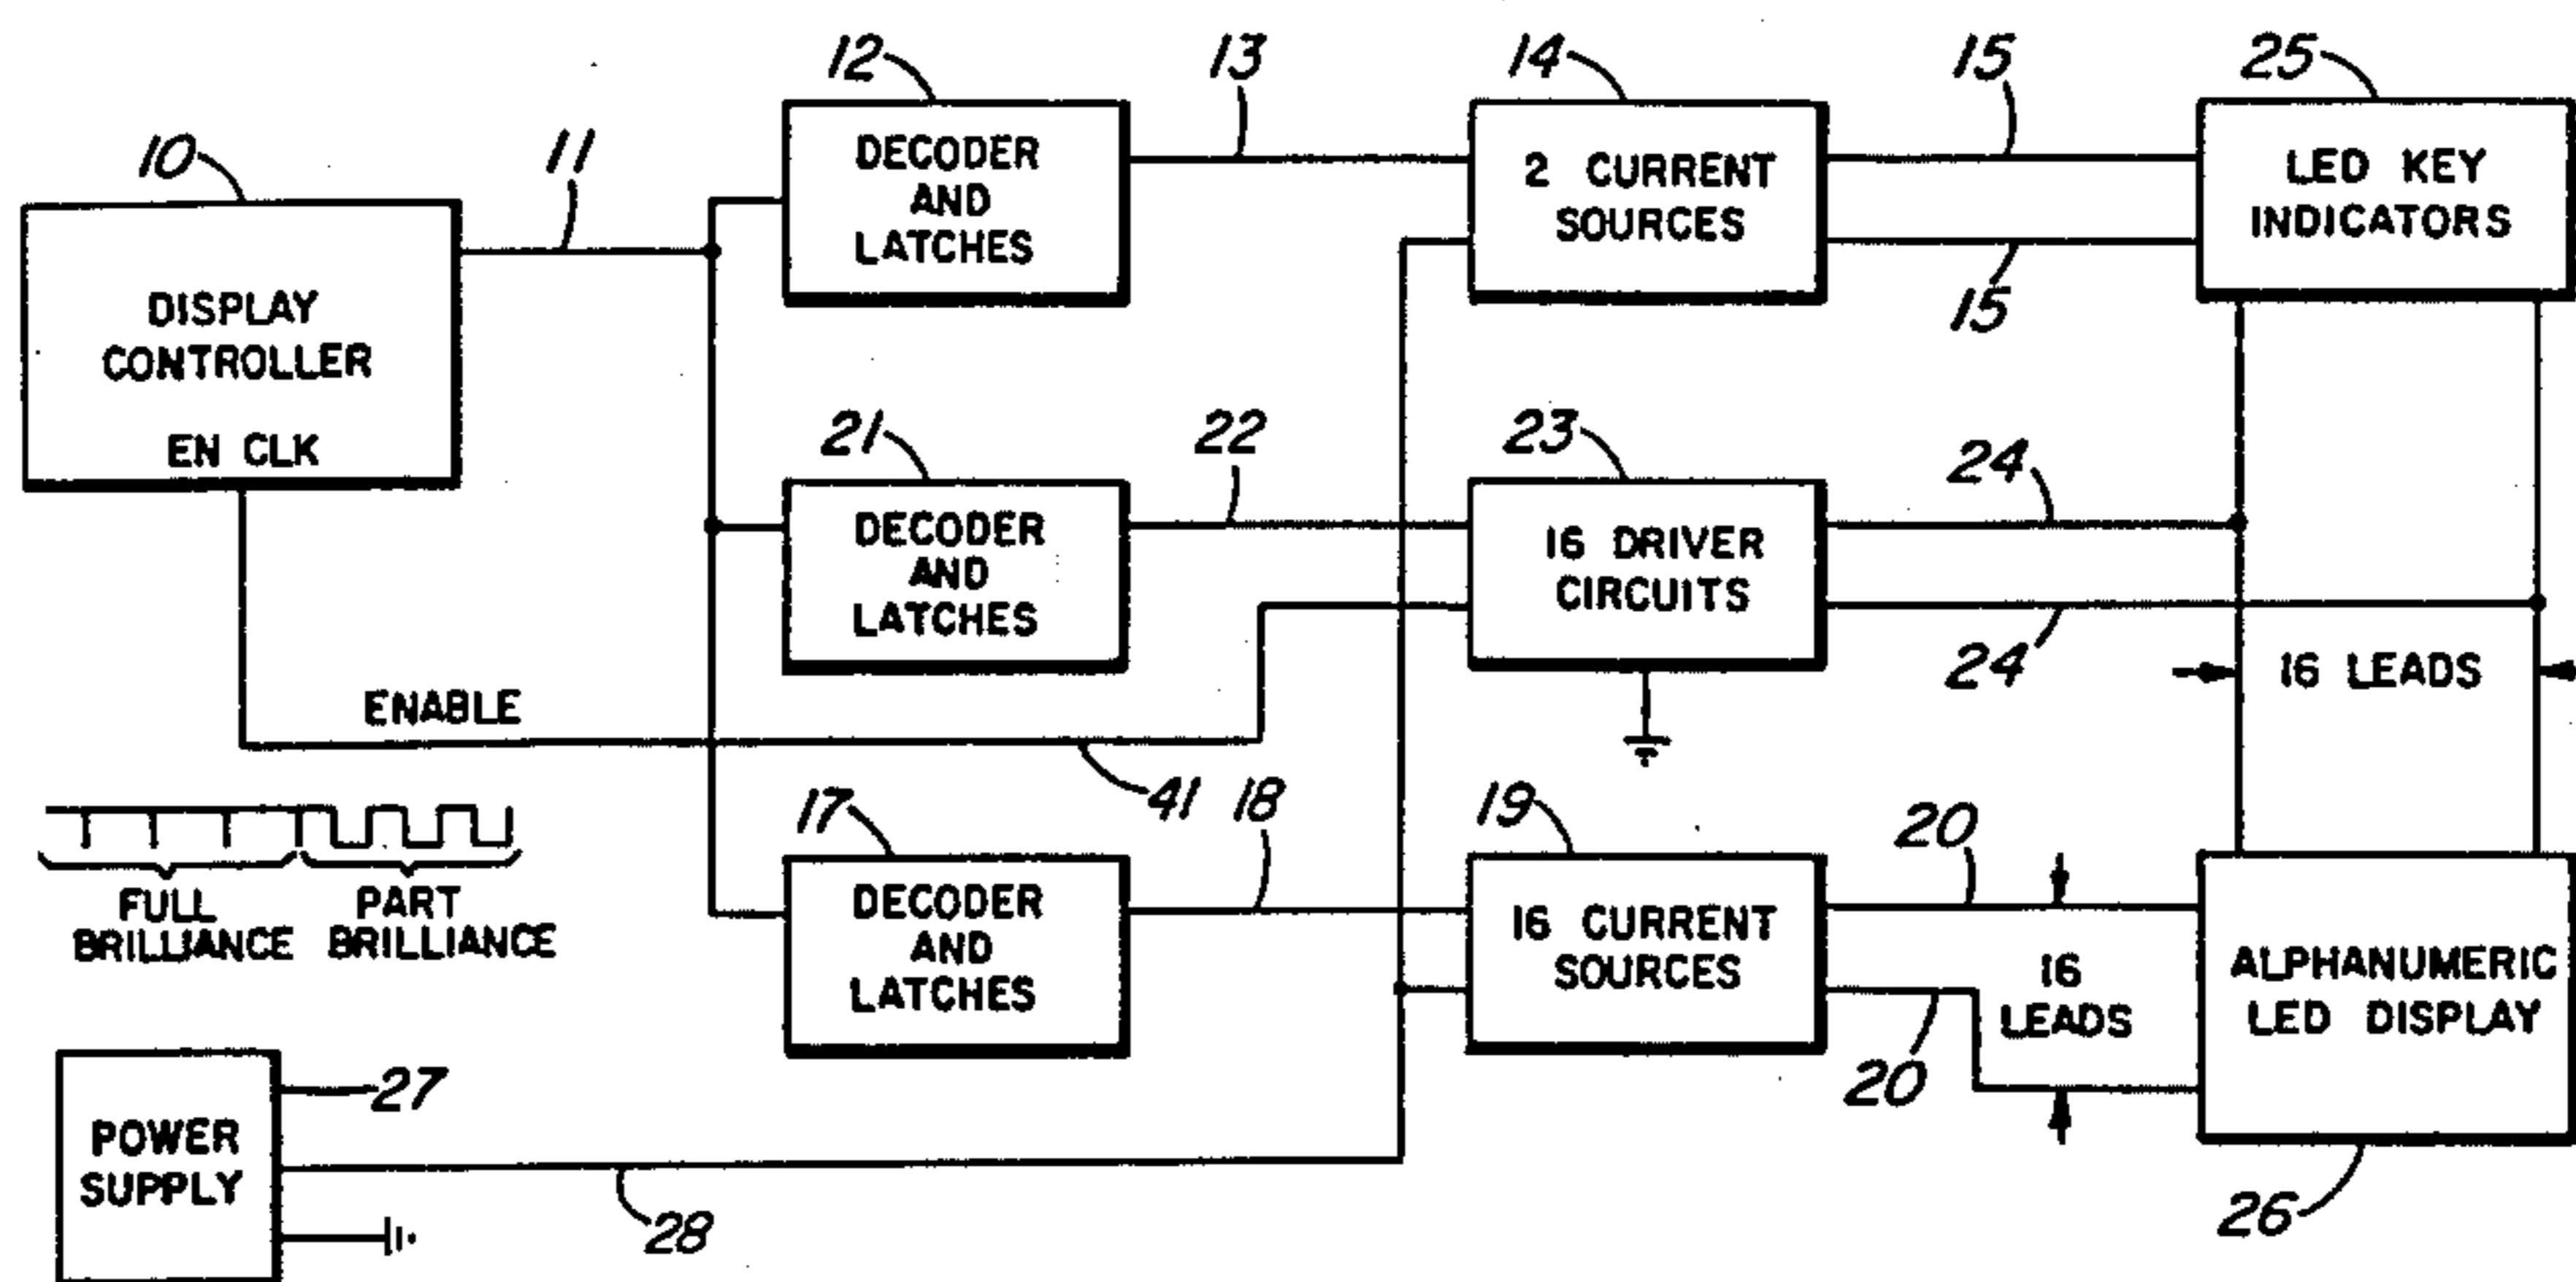 12
13
14
15
25
10
11
DECODER
AND
LATCHES
2 CURRENT
SOURCES
LED KEY
INDICATORS
15
DISPLAY
CONTROLLER
EN CLK
21
22
23
24
DECODER
AND
LATCHES
16 DRIVER
CIRCUITS
24
16 LEADS
ENABLE
41
17
18
19
20
FULL
BRILLIANCE
PART
BRILLIANCE
DECODER
AND
LATCHES
16 CURRENT
SOURCES
16
LEADS
ALPHANUMERIC
LED DISPLAY
20
27
POWER
SUPPLY
28
26